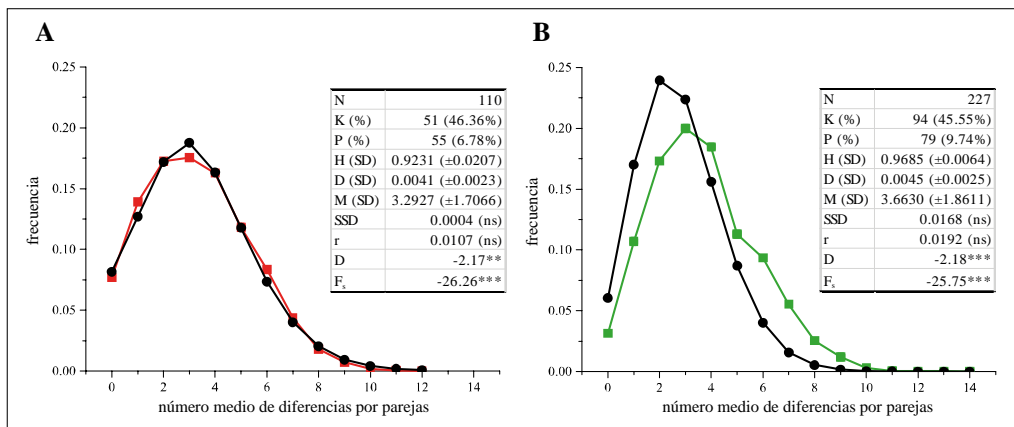 A
0.25
0.20
0.15
0.10
0.05
0.00
frecuencia
0 2 4 6 8 10 12 14
número medio de diferencias por parejas
N 110
K (%) 51 (46.36%)
P (%) 55 (6.78%)
H (SD) 0.9231 (±0.0207)
D (SD) 0.0041 (±0.0023)
M (SD) 3.2927 (±1.7066)
SSD 0.0004 (ns)
r 0.0107 (ns)
D -2.17**
Fs -26.26***
B
0.25
0.20
0.15
0.10
0.05
0.00
frecuencia
0 2 4 6 8 10 12 14
número medio de diferencias por parejas
N 227
K (%) 94 (45.55%)
P (%) 79 (9.74%)
H (SD) 0.9685 (±0.0064)
D (SD) 0.0045 (±0.0025)
M (SD) 3.6630 (±1.8611)
SSD 0.0168 (ns)
r 0.0192 (ns)
D -2.18***
Fs -25.75***